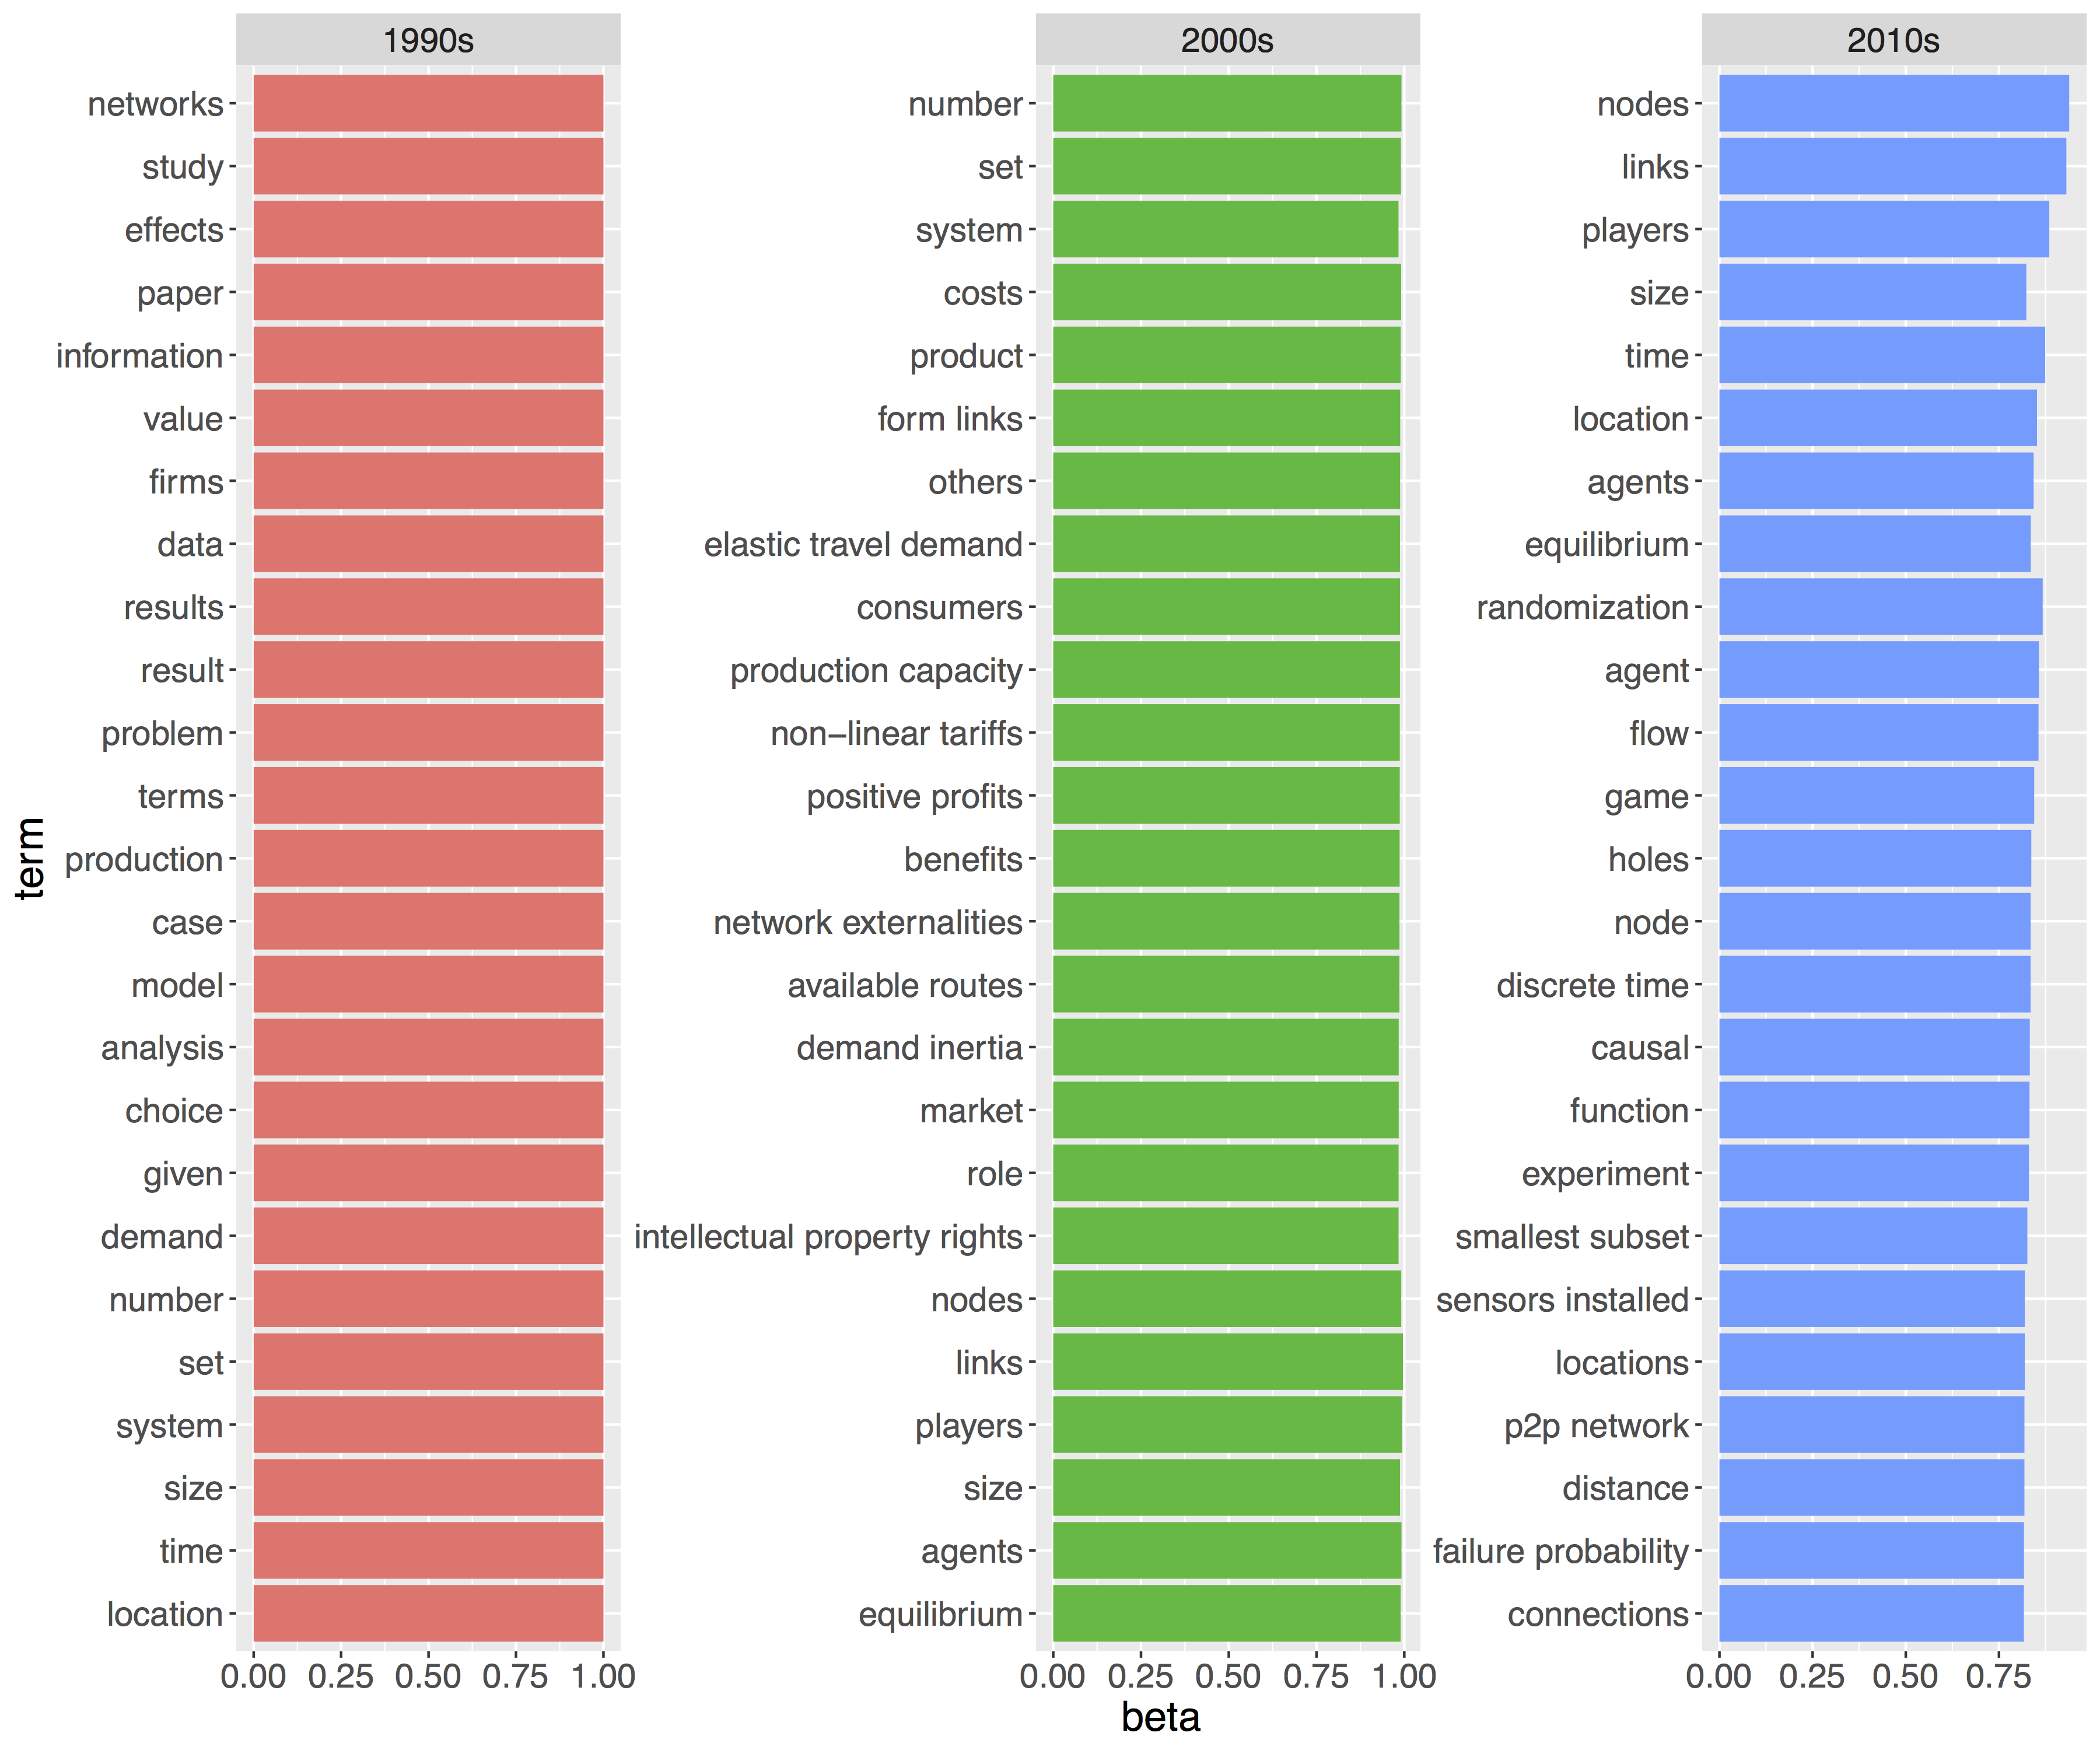 1990s
2000s
2010s
term
networks
study
effects
paper
information
value
firms
data
results
result
problem
terms
production
case
model
analysis
choice
given
demand
number
set
system
size
time
location
0.00 0.25 0.50 0.75 1.00
number
set
system
costs
product
form links
others
elastic travel demand
consumers
production capacity
non−linear tariffs
positive profits
benefits
network externalities
available routes
demand inertia
market
role
intellectual property rights
nodes
links
players
size
agents
equilibrium
0.00 0.25 0.50 0.75 1.00
nodes
links
players
size
time
location
agents
equilibrium
randomization
agent
flow
game
holes
node
discrete time
causal
function
experiment
smallest subset
sensors installed
locations
p2p network
distance
failure probability
connections
0.00 0.25 0.50 0.75
beta